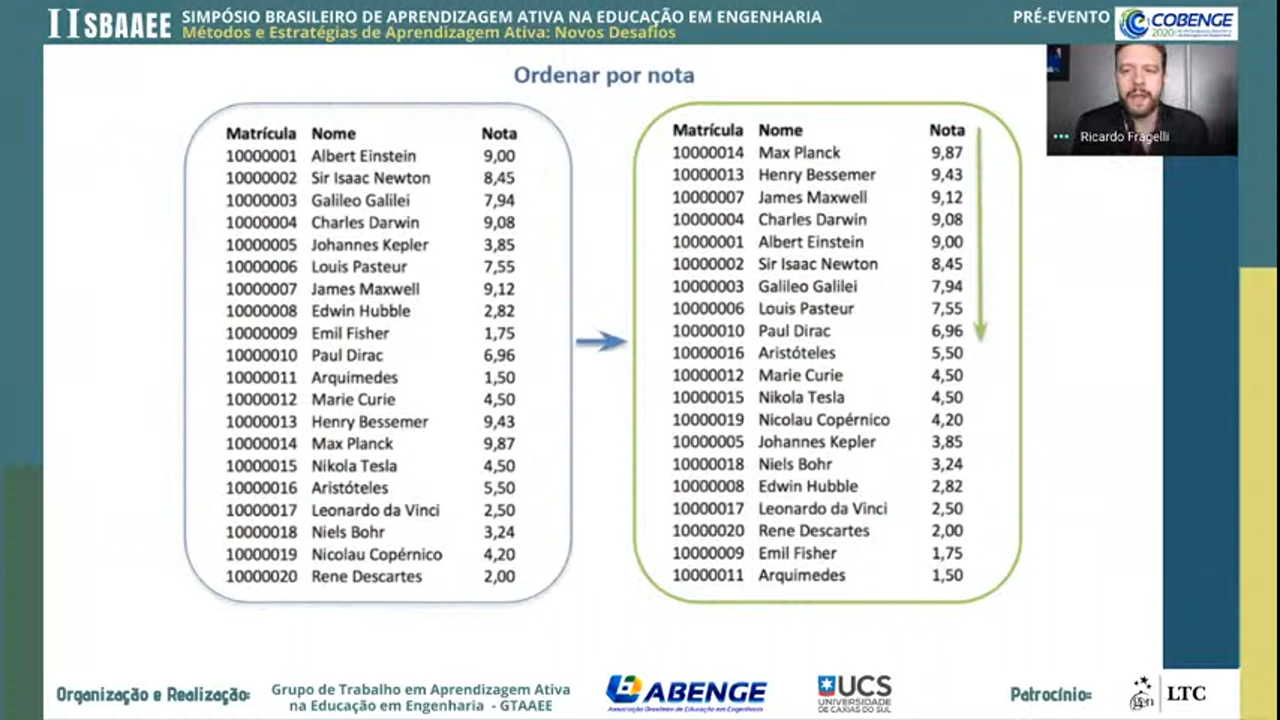 II SBAAEE
SIMPÓSIO BRASILEIRO DE APRENDIZAGEM ATIVA NA EDUCAÇÃO EM ENGENHARIA
Métodos e Estratégias de Aprendizagem Ativa: Novos Desafios
PRÉ-EVENTO
COBENGE
2020
Ricardo Fragelli
Ordenar por nota
Matrícula Nome Nota
10000001 Albert Einstein 9,00
10000002 Sir Isaac Newton 8,45
10000003 Galileo Galilei 7,94
10000004 Charles Darwin 9,08
10000005 Johannes Kepler 3,85
10000006 Louis Pasteur 7,55
10000007 James Maxwell 9,12
10000008 Edwin Hubble 2,82
10000009 Emil Fisher 1,75
10000010 Paul Dirac 6,96
10000011 Arquimedes 1,50
10000012 Marie Curie 4,50
10000013 Henry Bessemer 9,43
10000014 Max Planck 9,87
10000015 Nikola Tesla 4,50
10000016 Aristóteles 5,50
10000017 Leonardo da Vinci 2,50
10000018 Niels Bohr 3,24
10000019 Nicolau Copérnico 4,20
10000020 Rene Descartes 2,00
Matrícula Nome Nota
10000014 Max Planck 9,87
10000013 Henry Bessemer 9,43
10000007 James Maxwell 9,12
10000004 Charles Darwin 9,08
10000001 Albert Einstein 9,00
10000002 Sir Isaac Newton 8,45
10000003 Galileo Galilei 7,94
10000006 Louis Pasteur 7,55
10000010 Paul Dirac 6,96
10000016 Aristóteles 5,50
10000012 Marie Curie 4,50
10000015 Nikola Tesla 4,50
10000019 Nicolau Copérnico 4,20
10000005 Johannes Kepler 3,85
10000018 Niels Bohr 3,24
10000008 Edwin Hubble 2,82
10000017 Leonardo da Vinci 2,50
10000020 Rene Descartes 2,00
10000009 Emil Fisher 1,75
10000011 Arquimedes 1,50
Organização e Realização:
Grupo de Trabalho em Aprendizagem Ativa
na Educação em Engenharia - GTAAEE
ABENGE
Associação Brasileira de Educação em Engenharia
UCS
UNIVERSIDADE
DE CAXIAS DO SUL
Patrocínio:
gen
LTC